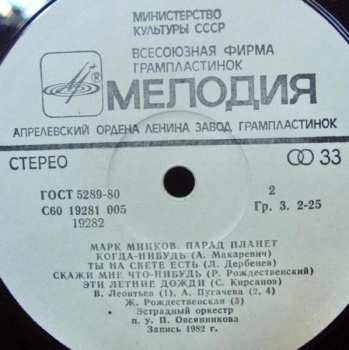 МИНИСТЕРСТВО
КУЛЬТУРЫ СССР
ВСЕСОЮЗНАЯ ФИРМА
ГРАМПЛАСТИНОК
МЕЛОДИЯ
АПРЕЛЕВСКИЙ ОРДЕНА ЛЕНИНА ЗАВОД ГРАМПЛАСТИНОК
СТЕРЕО 33
ГОСТ 5289-80 2
С60 19281 005 Гр. 3. 2-25
19282
МАРК МИНКОВ. ПАРАД ПЛАНЕТ
КОГДА-НИБУДЬ (А. Макаревич)
ТЫ НА СВЕТЕ ЕСТЬ (Л. Дербенев)
СКАЖИ МНЕ ЧТО-НИБУДЬ (Р. Рождественский)
ЭТИ ЛЕТНИЕ ДОЖДИ (С. Кирсанов)
В. Леонтьев (1), А. Пугачева (2, 4)
Ж. Рождественская (3)
Эстрадный оркестр
п. у. П. Овсянникова
Запись 1982 г.